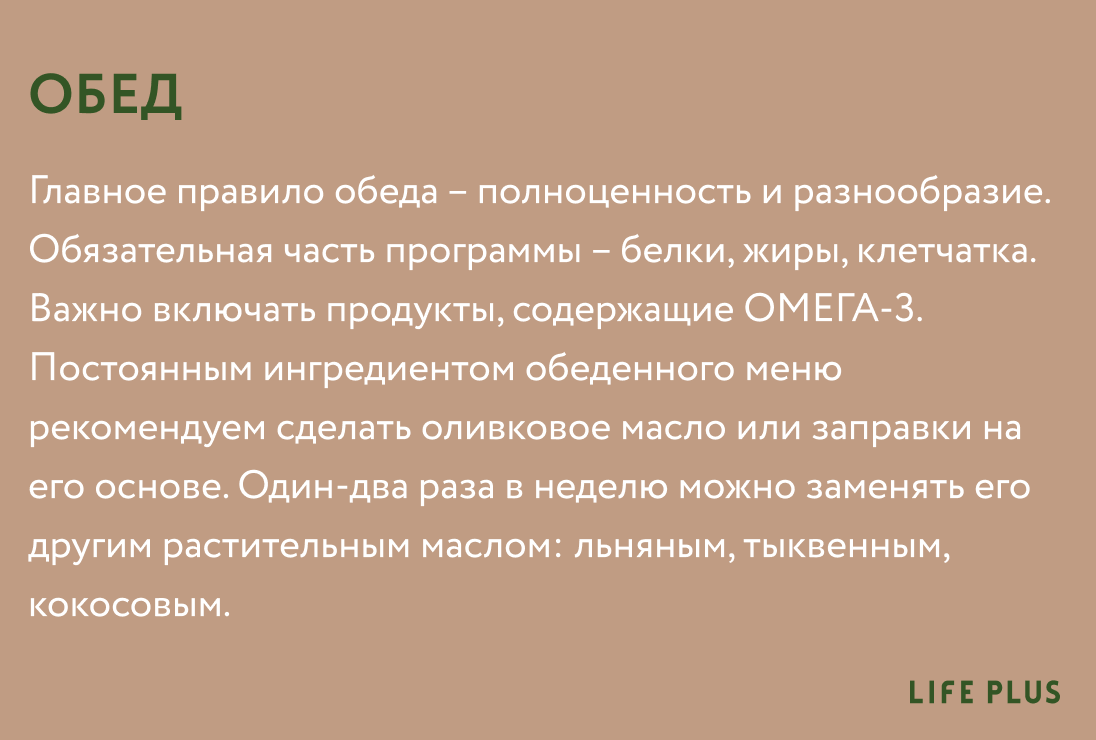 ОБЕД
Главное правило обеда – полноценность и разнообразие.
Обязательная часть программы – белки, жиры, клетчатка.
Важно включать продукты, содержащие ОМЕГА-3.
Постоянным ингредиентом обеденного меню
рекомендуем сделать оливковое масло или заправки на
его основе. Один-два раза в неделю можно заменять его
другим растительным маслом: льняным, тыквенным,
кокосовым.
LIFE PLUS